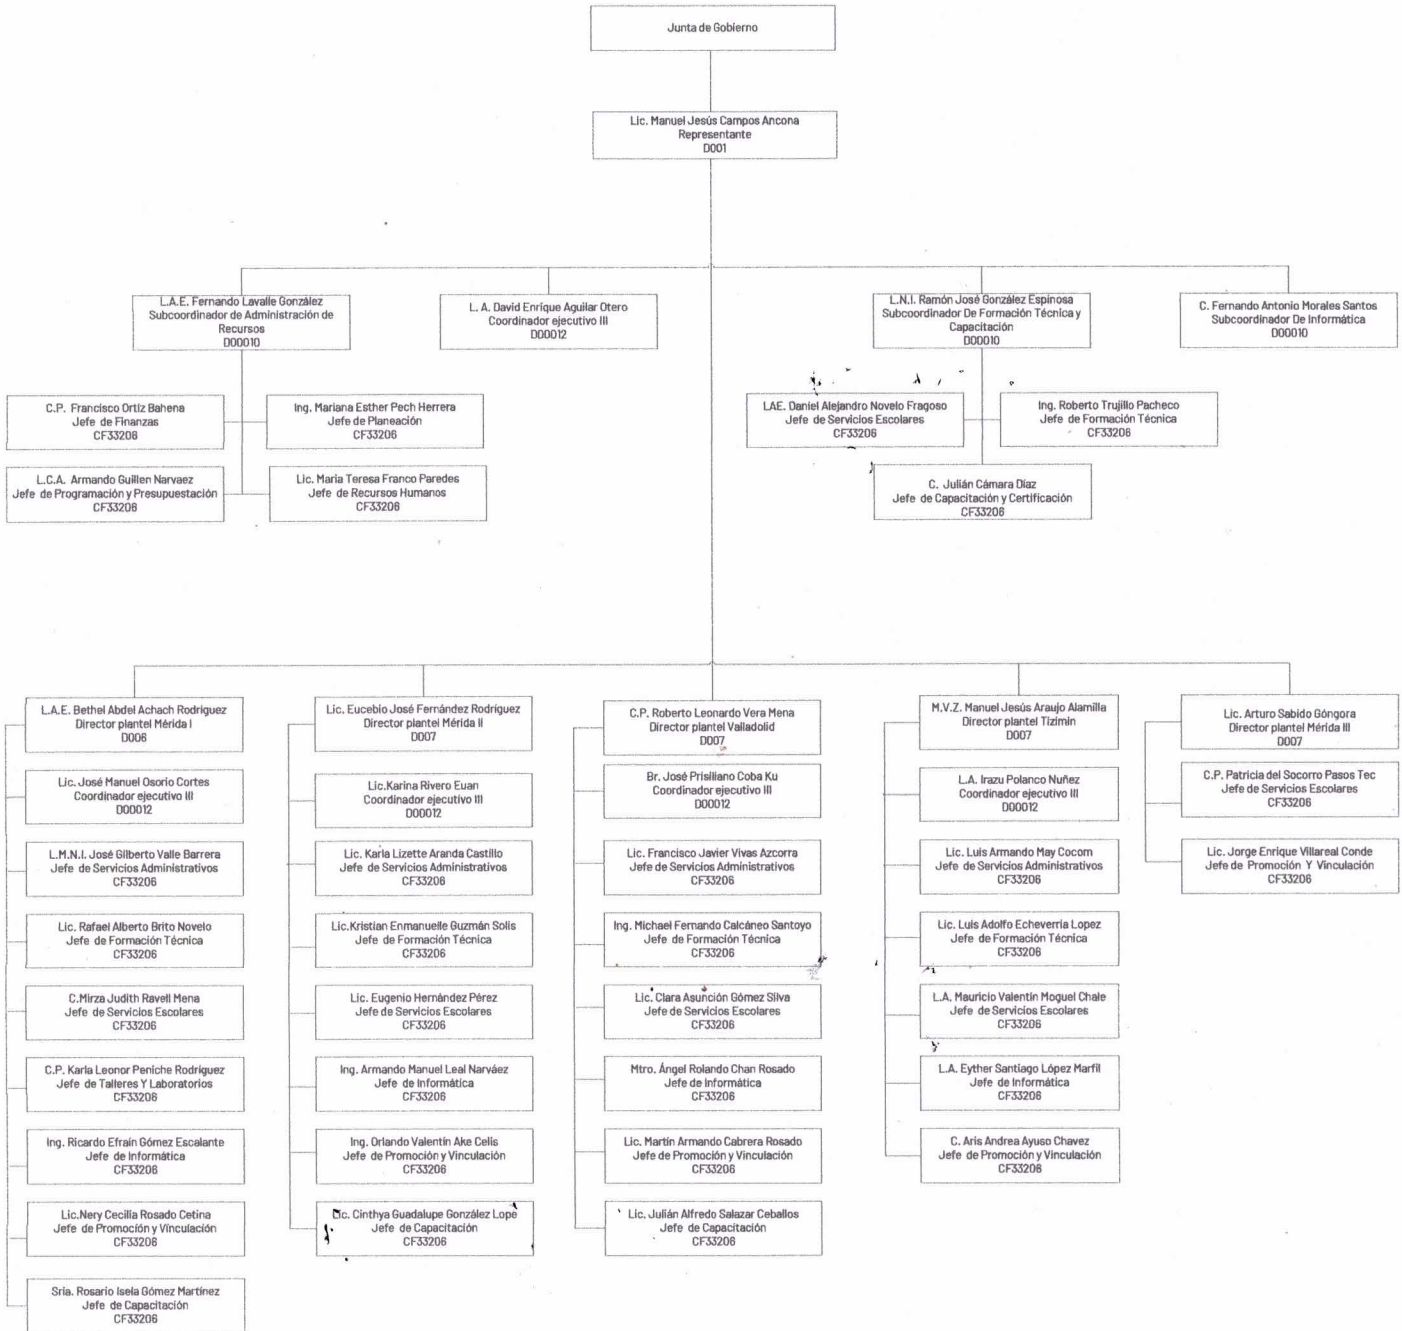 Junta de Gobierno
Lic. Manuel Jesús Campos Ancona
Representante
D001
L.A.E. Fernando Lavalle González
Subcoordinador de Administración de
Recursos
D00010
L. A. David Enrique Aguilar Otero
Coordinador ejecutivo III
D00012
L.N.I. Ramón José González Espinosa
Subcoordinador De Formación Técnica y
Capacitación
D00010
C. Fernando Antonio Morales Santos
Subcoordinador De Informática
D00010
C.P. Francisco Ortíz Bahena
Jefe de Finanzas
CF33206
Ing. Mariana Esther Pech Herrera
Jefe de Planeación
CF33206
LAE. Daniel Alejandro Novelo Fragoso
Jefe de Servicios Escolares
CF33206
Ing. Roberto Trujillo Pacheco
Jefe de Formación Técnica
CF33206
L.C.A. Armando Guillen Narvaez
Jefe de Programación y Presupuestación
CF33206
Lic. Maria Teresa Franco Paredes
Jefe de Recursos Humanos
CF33206
C. Julián Cámara Díaz
Jefe de Capacitación y Certificación
CF33206
L.A.E. Bethel Abdel Achach Rodríguez
Director plantel Mérida I
D006
Lic. José Manuel Osorio Cortes
Coordinador ejecutivo III
D00012
L.M.N.I. José Gilberto Valle Barrera
Jefe de Servicios Administrativos
CF33206
Lic. Rafael Alberto Brito Novelo
Jefe de Formación Técnica
CF33206
C.Mirza Judith Ravell Mena
Jefe de Servicios Escolares
CF33206
C.P. Karla Leonor Peniche Rodríguez
Jefe de Talleres Y Laboratorios
CF33206
Ing. Ricardo Efraín Gómez Escalante
Jefe de Informática
CF33206
Lic.Nery Cecilia Rosado Cetina
Jefe de Promoción y Vinculación
CF33206
Sria. Rosario Isela Gómez Martínez
Jefe de Capacitación
CF33206
Lic. Eucebio José Fernández Rodríguez
Director plantel Mérida II
D007
Lic.Karina Rivero Euan
Coordinador ejecutivo III
D00012
Lic. Karla Lizette Aranda Castillo
Jefe de Servicios Administrativos
CF33206
Lic.Kristian Enmanuelle Guzmán Solis
Jefe de Formación Técnica
CF33206
Lic. Eugenio Hernández Pérez
Jefe de Servicios Escolares
CF33206
Ing. Armando Manuel Leal Narváez
Jefe de Informática
CF33206
Ing. Orlando Valentín Ake Celis
Jefe de Promoción y Vinculación
CF33206
Lic. Cinthya Guadalupe González Lope
Jefe de Capacitación
CF33206
C.P. Roberto Leonardo Vera Mena
Director plantel Valladolid
D007
Br. José Prisiliano Coba Ku
Coordinador ejecutivo III
D00012
Lic. Francisco Javier Vivas Azcorra
Jefe de Servicios Administrativos
CF33206
Ing. Michael Fernando Calcáneo Santoyo
Jefe de Formación Técnica
CF33206
Lic. Clara Asunción Gómez Silva
Jefe de Servicios Escolares
CF33206
Mtro. Ángel Rolando Chan Rosado
Jefe de Informática
CF33206
Lic. Martín Armando Cabrera Rosado
Jefe de Promoción y Vinculación
CF33206
Lic. Julián Alfredo Salazar Ceballos
Jefe de Capacitación
CF33206
M.V.Z. Manuel Jesús Araujo Alamilla
Director plantel Tizimin
D007
L.A. Irazu Polanco Nuñez
Coordinador ejecutivo III
D00012
Lic. Luis Armando May Cocom
Jefe de Servicios Administrativos
CF33206
Lic. Luis Adolfo Echeverria Lopez
Jefe de Formación Técnica
CF33206
L.A. Mauricio Valentín Moguel Chale
Jefe de Servicios Escolares
CF33206
L.A. Eyther Santiago López Marfil
Jefe de Informática
CF33206
C. Aris Andrea Ayuso Chavez
Jefe de Promoción y Vinculación
CF33206
Lic. Arturo Sabido Góngora
Director plantel Mérida III
D007
C.P. Patricia del Socorro Pasos Tec
Jefe de Servicios Escolares
CF33206
Lic. Jorge Enrique Villareal Conde
Jefe de Promoción Y Vinculación
CF33206